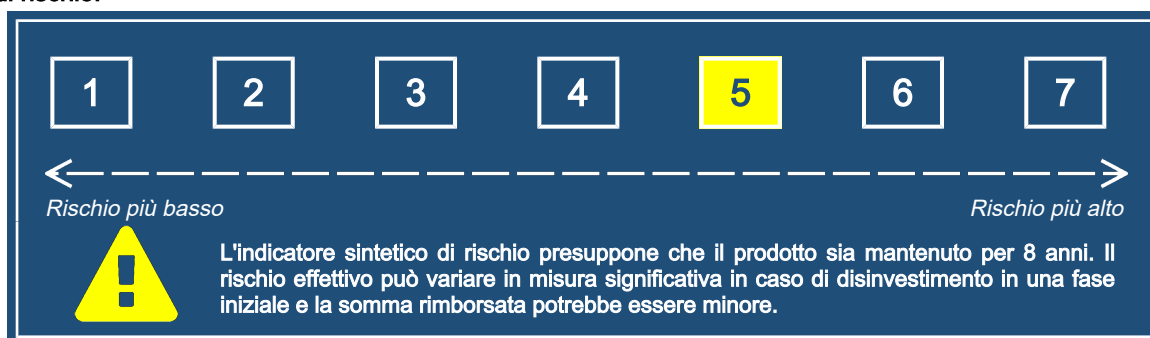 di rischio:
1 2 3 4 5 6 7
Rischio più basso Rischio più alto
L'indicatore sintetico di rischio presuppone che il prodotto sia mantenuto per 8 anni. Il
rischio effettivo può variare in misura significativa in caso di disinvestimento in una fase
iniziale e la somma rimborsata potrebbe essere minore.